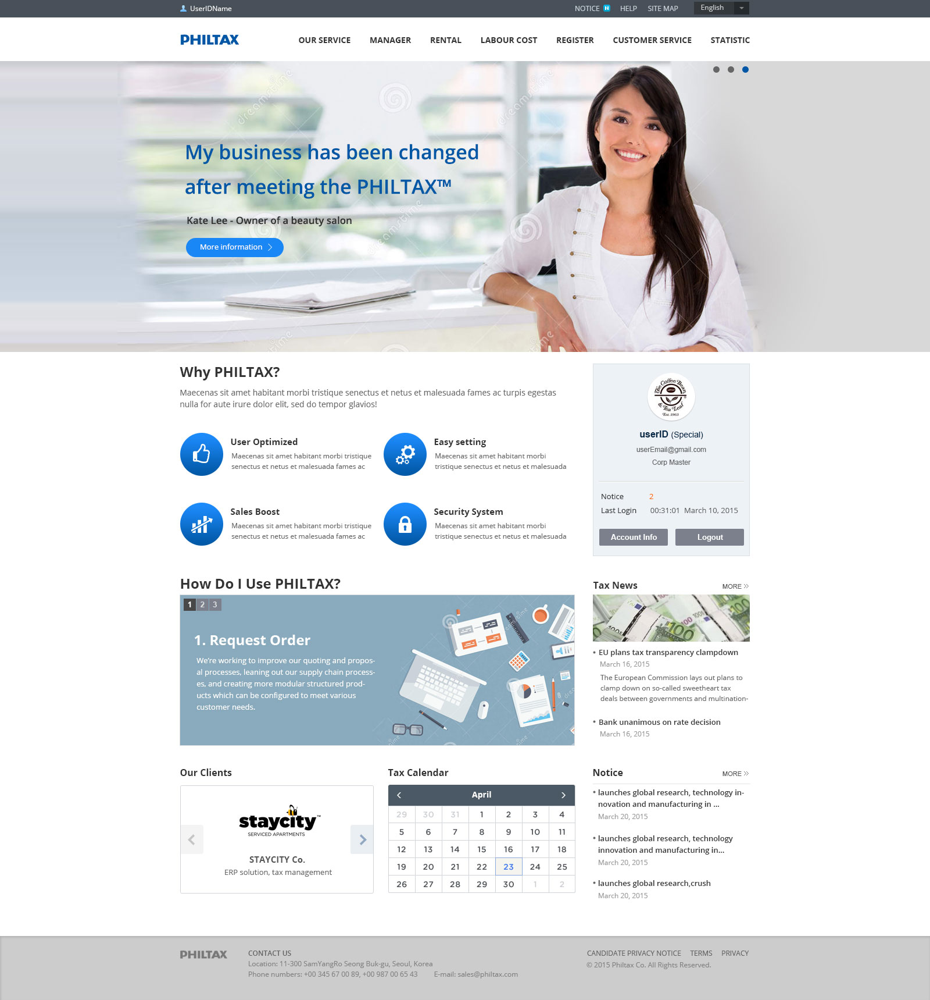 UserIDName
NOTICE N HELP SITE MAP English
PHILTAX
OUR SERVICE MANAGER RENTAL LABOUR COST REGISTER CUSTOMER SERVICE STATISTIC
My business has been changed
after meeting the PHILTAX™
Kate Lee - Owner of a beauty salon
More information
dreamstime
dreamstime
dreamstime
dreamstime
dreamstime
Why PHILTAX?
Maecenas sit amet habitant morbi tristique senectus et netus et malesuada fames ac turpis egestas
nulla for aute irure dolor elit, sed do tempor glavios!
User Optimized
Maecenas sit amet habitant morbi tristique
senectus et netus et malesuada fames ac
Easy setting
Maecenas sit amet habitant morbi
tristique senectus et netus et malesuada
Sales Boost
Maecenas sit amet habitant morbi tristique
senectus et netus et malesuada fames ac
Security System
Maecenas sit amet habitant morbi
tristique senectus et netus et malesuada
The Coffee Bean
& Tea Leaf
Est. 1963
userID (Special)
userEmail@gmail.com
Corp Master
Notice 2
Last Login 00:31:01 March 10, 2015
Account Info Logout
How Do I Use PHILTAX?
1 2 3
1. Request Order
We're working to improve our quoting and propos-
al processes, leaning out our supply chain process-
es, and creating more modular structured prod-
ucts which can be configured to meet various
customer needs.
Tax News MORE
100
100
EU plans tax transparency clampdown
March 16, 2015
The European Commission lays out plans to
clamp down on so-called sweetheart tax
deals between governments and multination-
Bank unanimous on rate decision
March 16, 2015
Our Clients
staycity™
SERVICED APARTMENTS
STAYCITY Co.
ERP solution, tax management
Tax Calendar
April
29 30 31 1 2 3 4
5 6 7 8 9 10 11
12 13 14 15 16 17 18
19 20 21 22 23 24 25
26 27 28 29 30 1 2
Notice MORE
launches global research, technology in-
novation and manufacturing in ...
March 20, 2015
launches global research, technology
innovation and manufacturing in...
March 20, 2015
launches global research,crush
March 20, 2015
PHILTAX
CONTACT US
Location: 11-300 SamYangRo Seong Buk-gu, Seoul, Korea
Phone numbers: +00 345 67 00 89, +00 987 00 65 43 E-mail: sales@philtax.com
CANDIDATE PRIVACY NOTICE TERMS PRIVACY
© 2015 Philtax Co. All Rights Reserved.